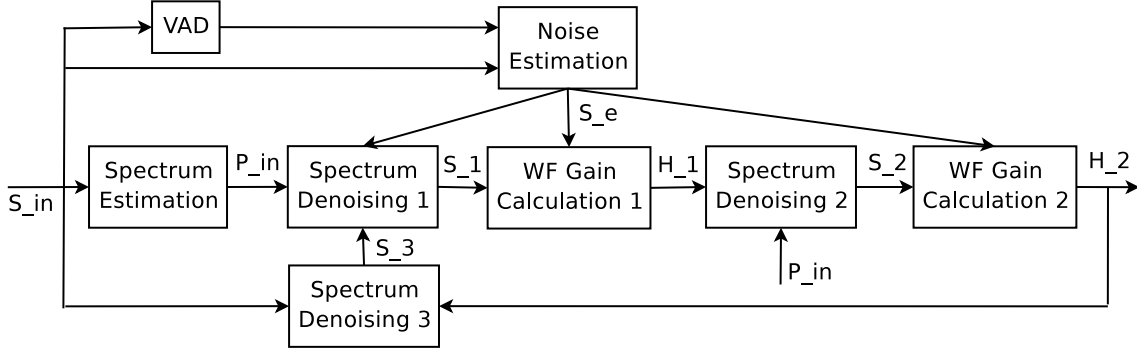 VAD
Noise
Estimation
S_e
S_in
Spectrum
Estimation
P_in
Spectrum
Denoising 1
S_1
WF Gain
Calculation 1
H_1
Spectrum
Denoising 2
S_2
WF Gain
Calculation 2
H_2
S_3
P_in
Spectrum
Denoising 3